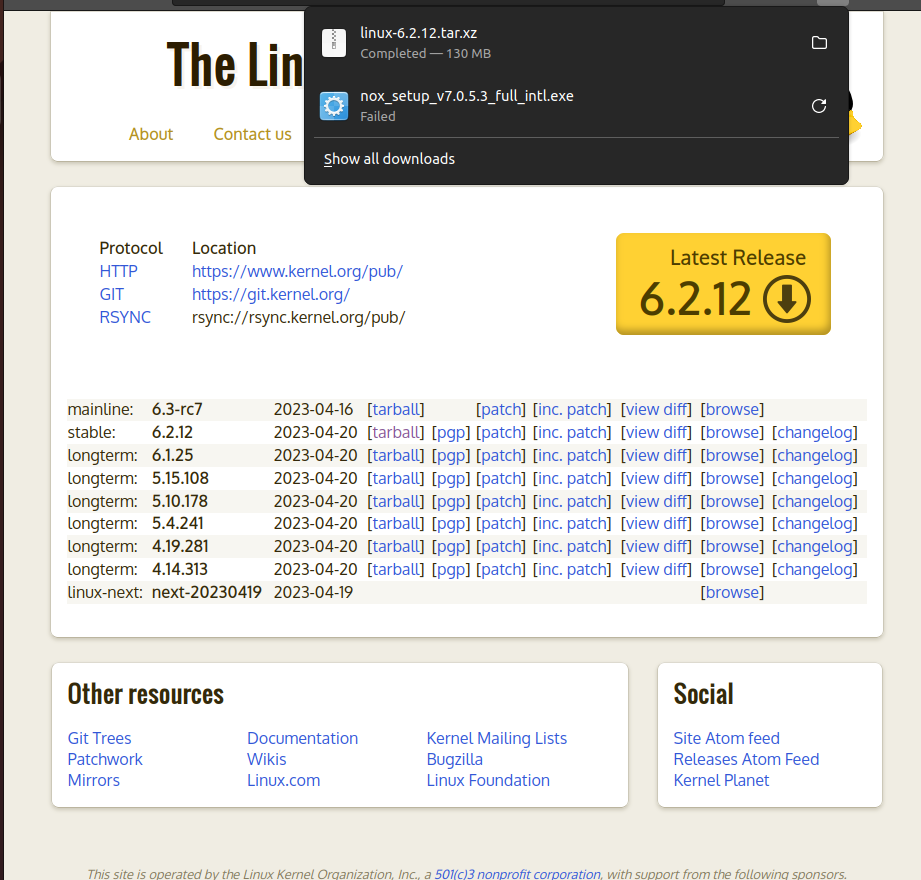 linux-6.2.12.tar.xz
Completed — 130 MB
nox_setup_v7.0.5.3_full_intl.exe
Failed
Show all downloads
The Lin
About Contact us
Protocol Location
HTTP https://www.kernel.org/pub/
GIT https://git.kernel.org/
RSYNC rsync://rsync.kernel.org/pub/
Latest Release
6.2.12
mainline: 6.3-rc7 2023-04-16 [tarball] [patch] [inc. patch] [view diff] [browse]
stable: 6.2.12 2023-04-20 [tarball] [pgp] [patch] [inc. patch] [view diff] [browse] [changelog]
longterm: 6.1.25 2023-04-20 [tarball] [pgp] [patch] [inc. patch] [view diff] [browse] [changelog]
longterm: 5.15.108 2023-04-20 [tarball] [pgp] [patch] [inc. patch] [view diff] [browse] [changelog]
longterm: 5.10.178 2023-04-20 [tarball] [pgp] [patch] [inc. patch] [view diff] [browse] [changelog]
longterm: 5.4.241 2023-04-20 [tarball] [pgp] [patch] [inc. patch] [view diff] [browse] [changelog]
longterm: 4.19.281 2023-04-20 [tarball] [pgp] [patch] [inc. patch] [view diff] [browse] [changelog]
longterm: 4.14.313 2023-04-20 [tarball] [pgp] [patch] [inc. patch] [view diff] [browse] [changelog]
linux-next: next-20230419 2023-04-19 [browse]
Other resources
Git Trees Documentation Kernel Mailing Lists
Patchwork Wikis Bugzilla
Mirrors Linux.com Linux Foundation
Social
Site Atom feed
Releases Atom Feed
Kernel Planet
This site is operated by the Linux Kernel Organization, Inc., a 501(c)3 nonprofit corporation, with support from the following sponsors.